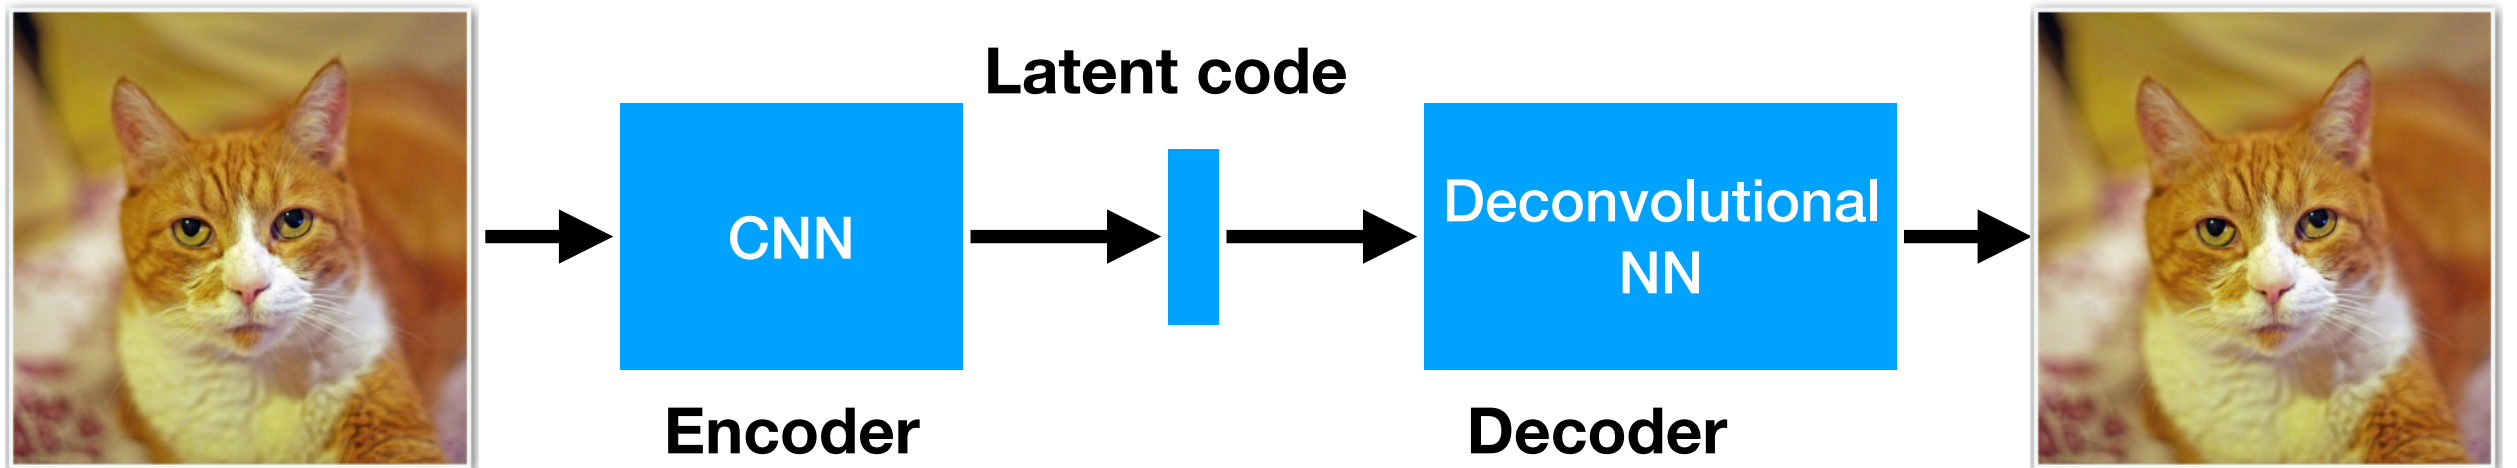 Latent code
CNN
Deconvolutional
NN
Encoder
Decoder